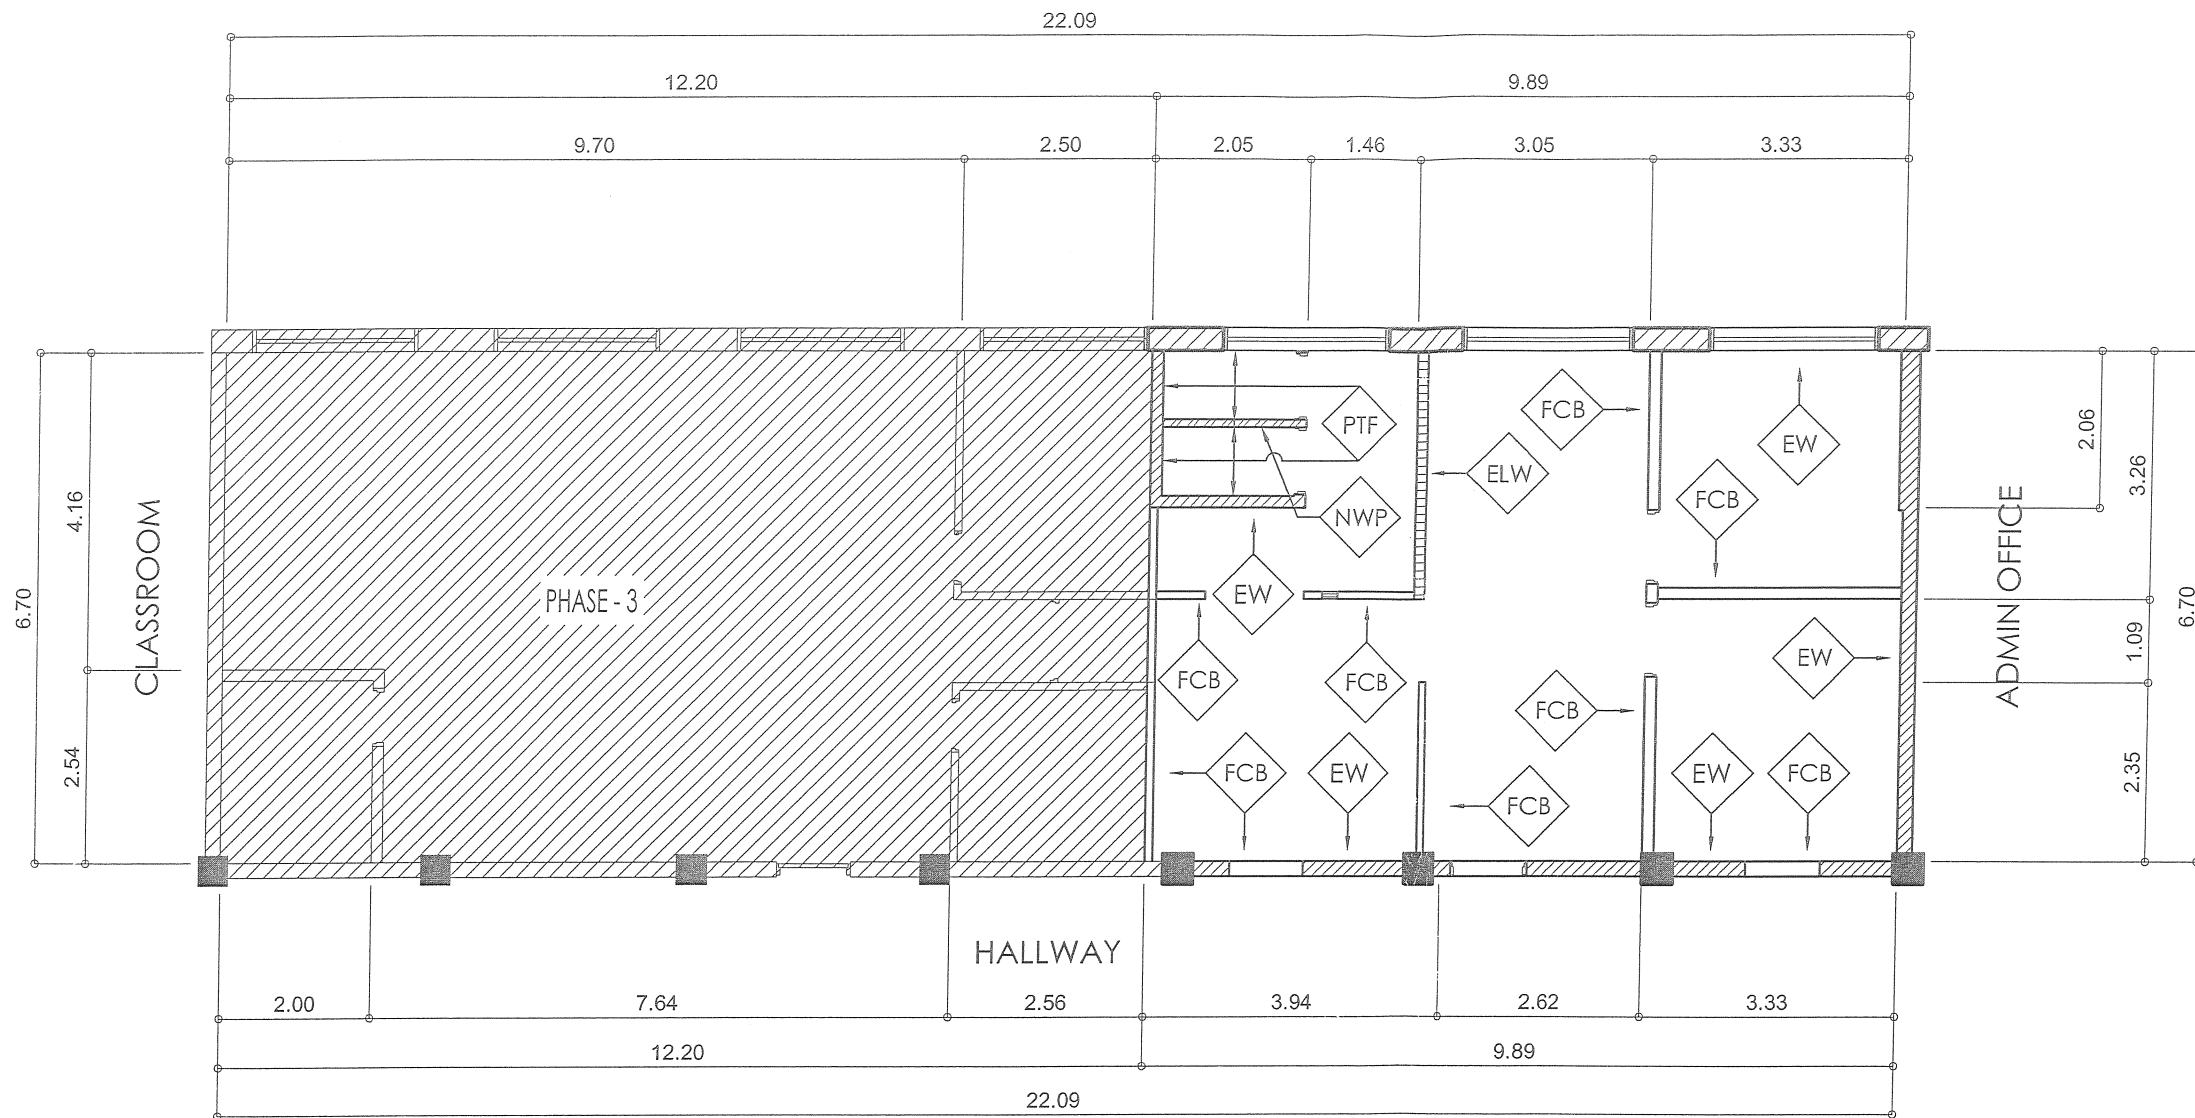 22.09
12.20 9.89
9.70 2.50 2.05 1.46 3.05 3.33
FCB PTF EW
2.06
3.26
ELW
FCB
4.16
NWP
CLASSROOM
ADMIN OFFICE
6.70
PHASE - 3
EW
6.70
1.09
EW
FCB FCB
FCB
2.54
FCB EW EW FCB
2.35
FCB
HALLWAY
2.00 7.64 2.56 3.94 2.62 3.33
12.20 9.89
22.09